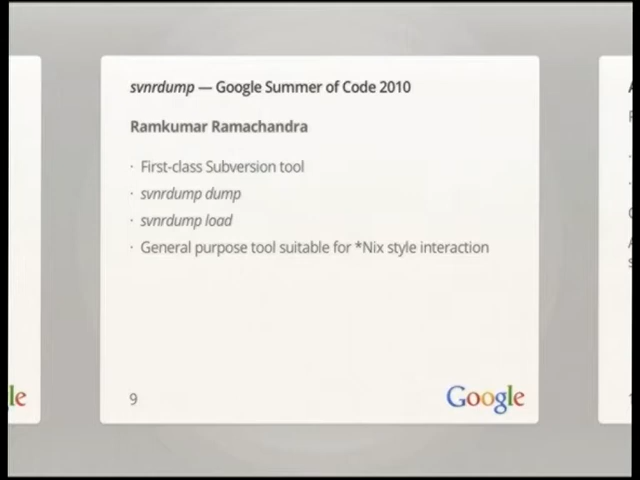 svnrdump — Google Summer of Code 2010
Ramkumar Ramachandra
· First-class Subversion tool
· svnrdump dump
· svnrdump load
· General purpose tool suitable for *Nix style interaction
9
Google
le